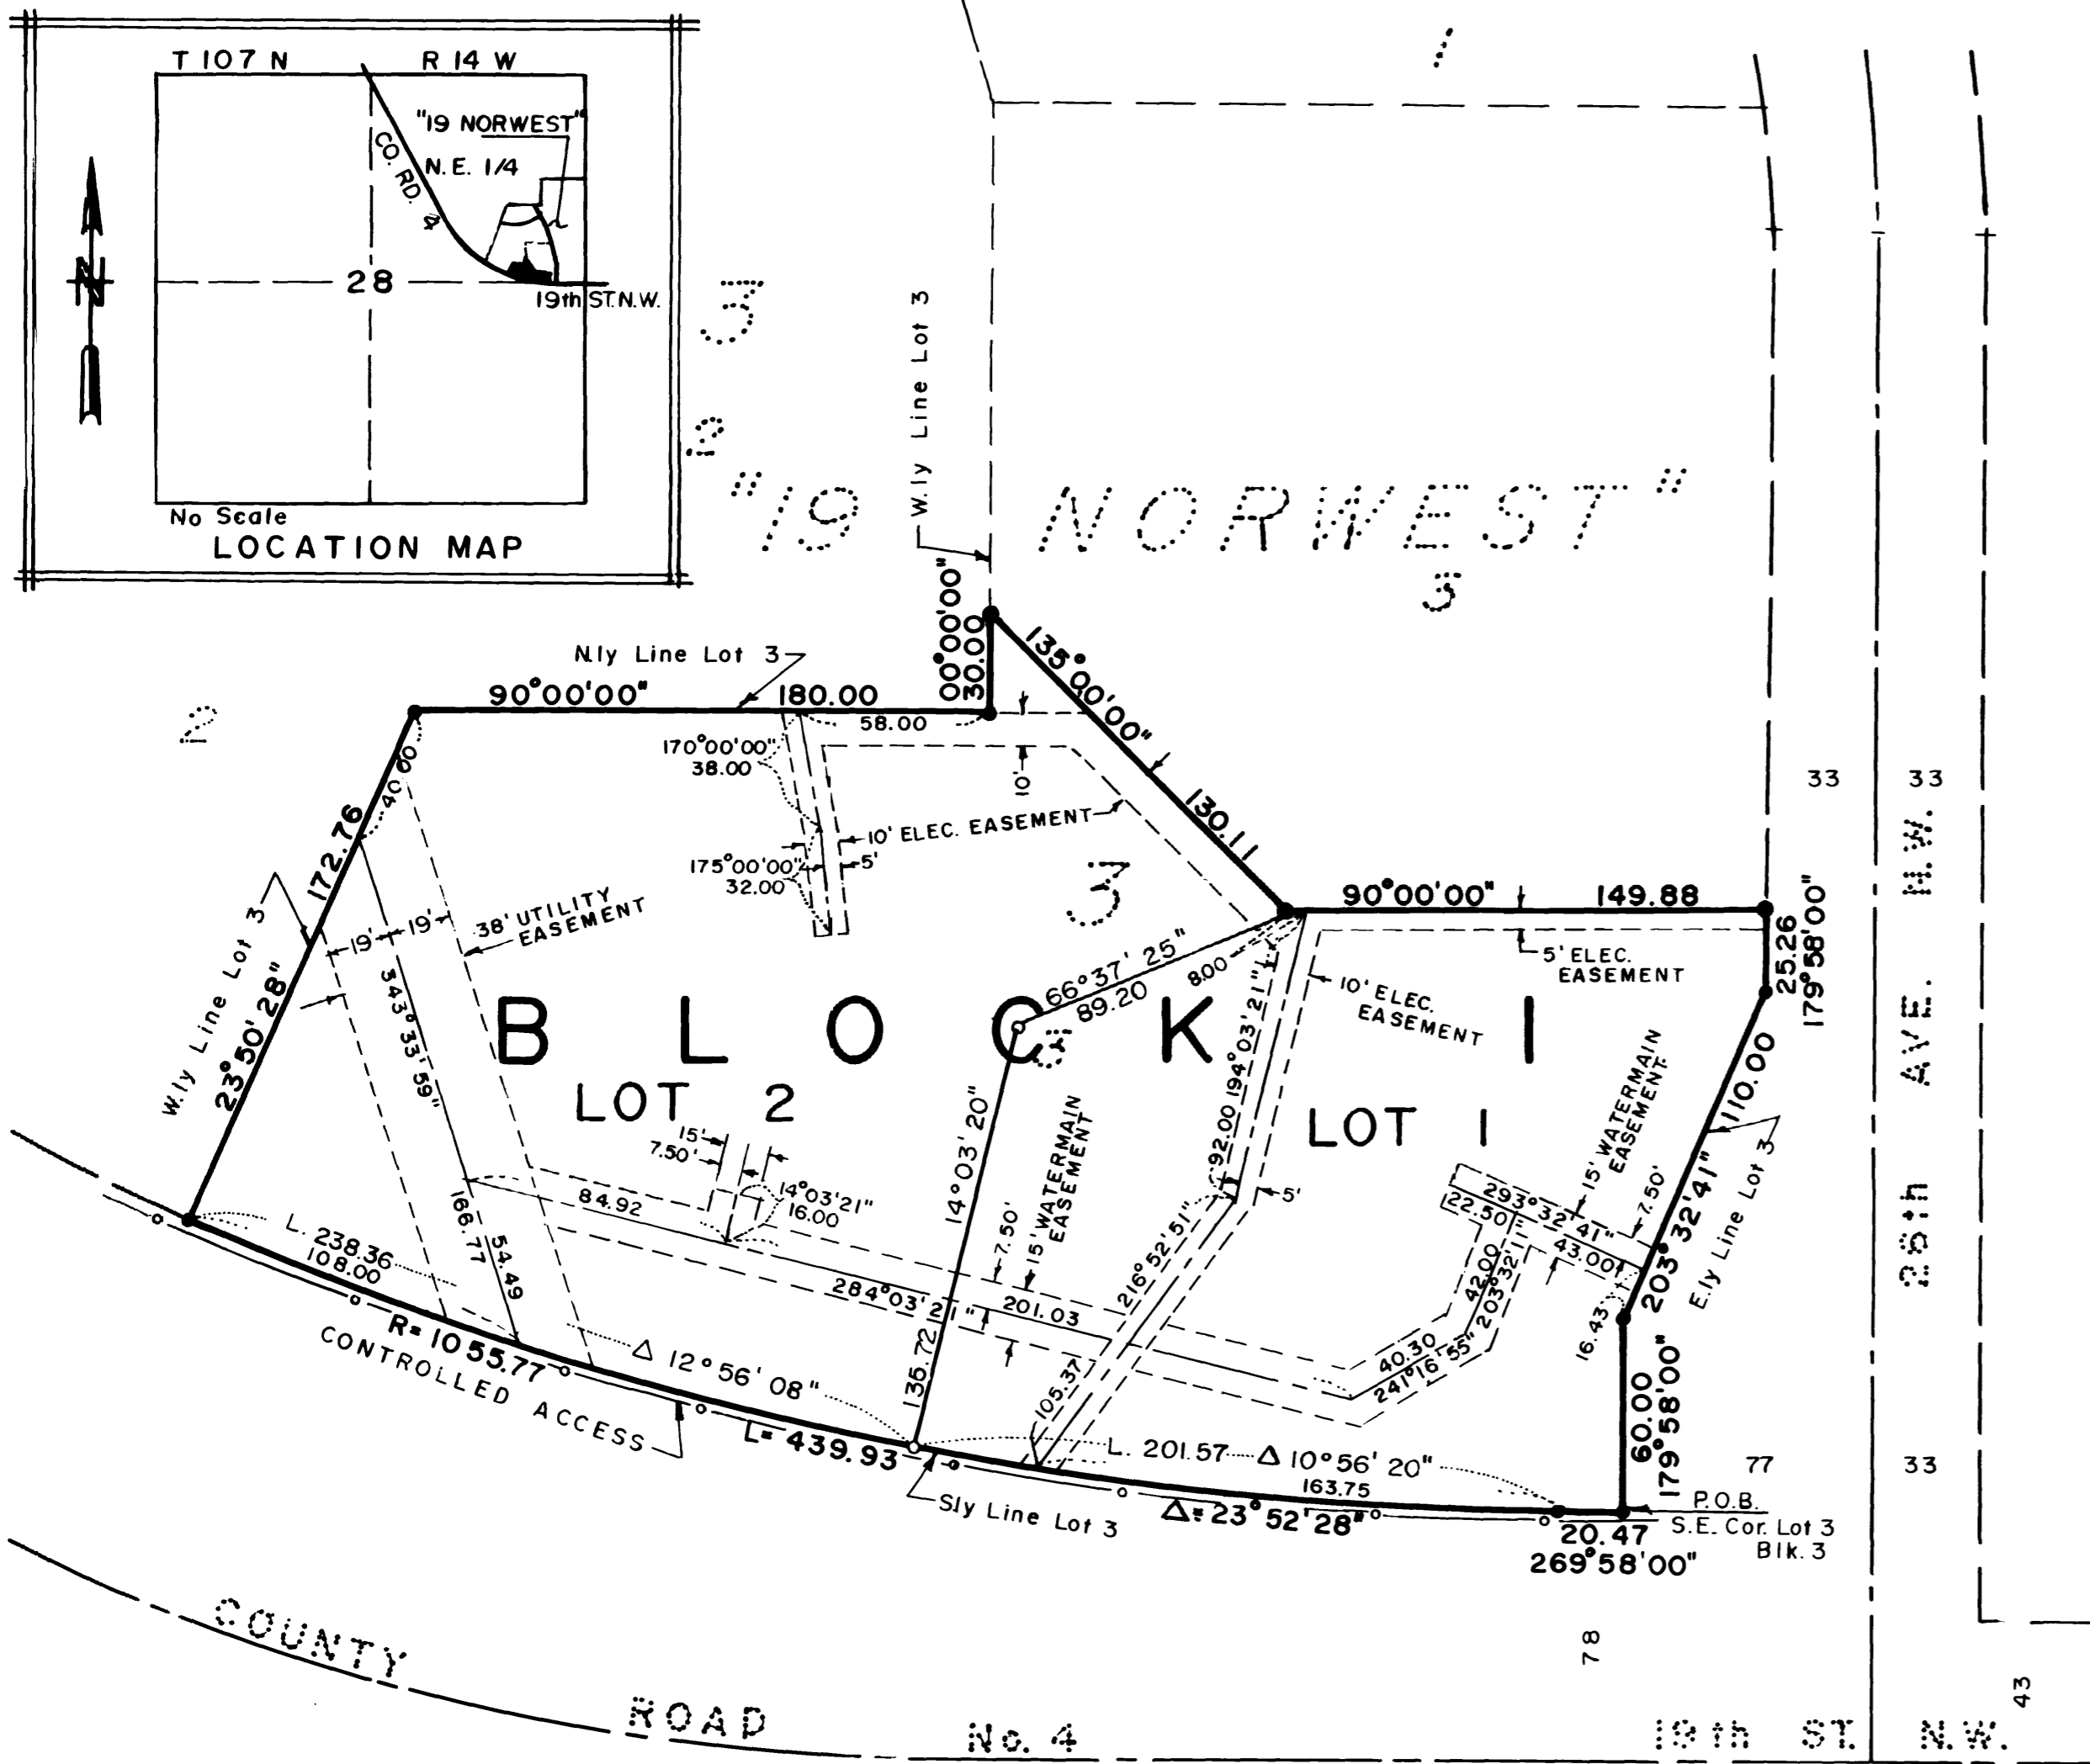 T 107 N
R 14 W
"19 NORWEST"
N.E. 1/4
CO. RD. 4
N
28
19th ST. N.W.
No Scale
LOCATION MAP
1
3
2
W.ly Line Lot 3
"19 NORWEST"
3
2
N.ly Line Lot 3
90°00'00"
180.00
00°00'00"
30.00
58.00
135°00'00"
130.11
170°00'00"
38.00
10'
10' ELEC. EASEMENT
175°00'00"
32.00
5'
3
40.00
172.76
W.ly Line Lot 3
23°50'28"
19'
19'
38' UTILITY
EASEMENT
343°33'59"
90°00'00"
149.88
5' ELEC.
EASEMENT
25.26
179°58'00"
33
33
66°37'25"
89.20
8.00
10' ELEC.
EASEMENT
194°03'21"
92.00
BLOCK 1
3
LOT 2
LOT 1
15'
7.50'
14°03'21"
16.00
84.92
14°03'20"
135.72
7.50'
15' WATERMAIN
EASEMENT
5'
216°52'51"
105.37
15' WATERMAIN
EASEMENT
7.50'
293°32'41"
22.50
43.00
42.00
203°32'11"
110.00
203°32'41"
E.ly Line Lot 3
16.43
40.30
241°16'55"
284°03'21"
201.03
166.77
54.49
L. 238.36
108.00
R= 1055.77
CONTROLLED ACCESS
Δ 12°56'08"
L= 439.93
S.ly Line Lot 3
L. 201.57
Δ 10°56'20"
163.75
Δ= 23°52'28"
60.00
179°58'00"
77
33
P.O.B.
S.E. Cor. Lot 3
Blk. 3
20.47
269°58'00"
78
43
COUNTY ROAD No. 4
19th ST. N.W.